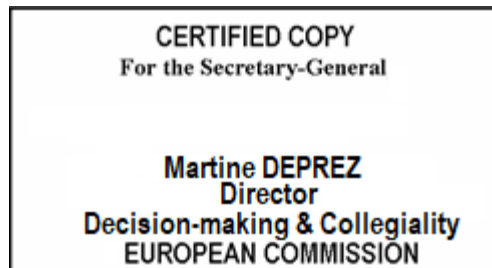 CERTIFIED COPY
For the Secretary-General
Martine DEPREZ
Director
Decision-making & Collegiality
EUROPEAN COMMISSION